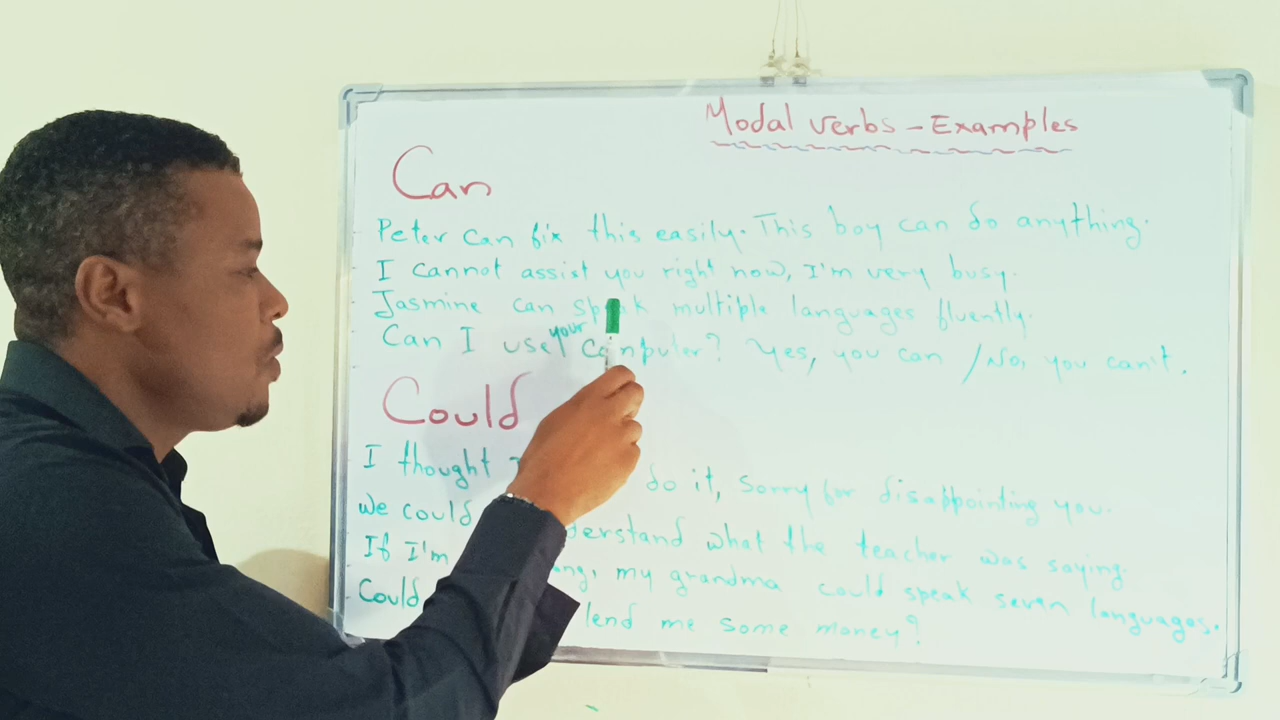 Modal verbs - Examples
Can
Peter can fix this easily. This boy can do anything.
I cannot assist you right now, I'm very busy.
Jasmine can speak multiple languages fluently.
Can I use your computer? Yes, you can / No, you can't.
Could
I thought do it, sorry for disappointing you.
We could what the teacher was saying.
If I'm my grandma could speak seven languages.
Could lend me some money?